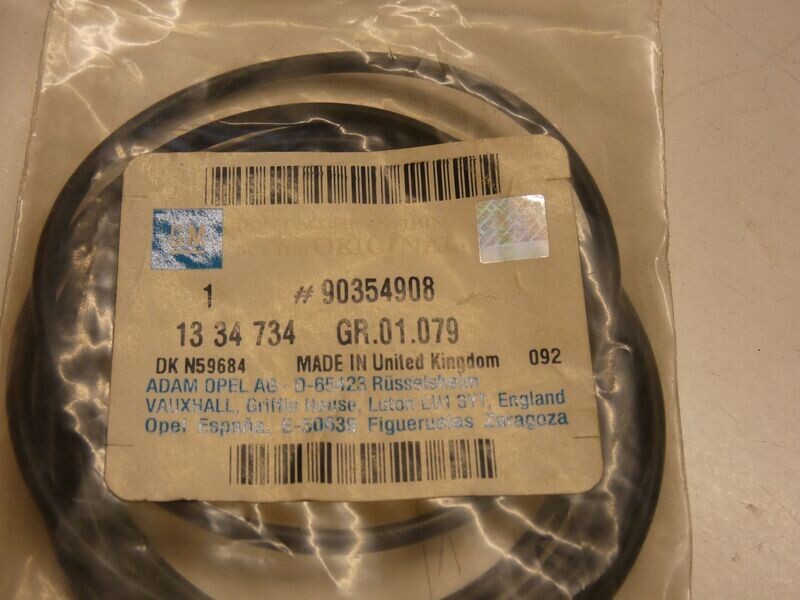 GM
ORIGINAL
1 # 90354908
13 34 734 GR.01.079
DK N59684 MADE IN United Kingdom 092
ADAM OPEL AG - D-65423 Rüsselsheim
VAUXHALL, Griffin House, Luton LU1 3YT, England
Opel España, E-50639 Figueruelas Zaragoza